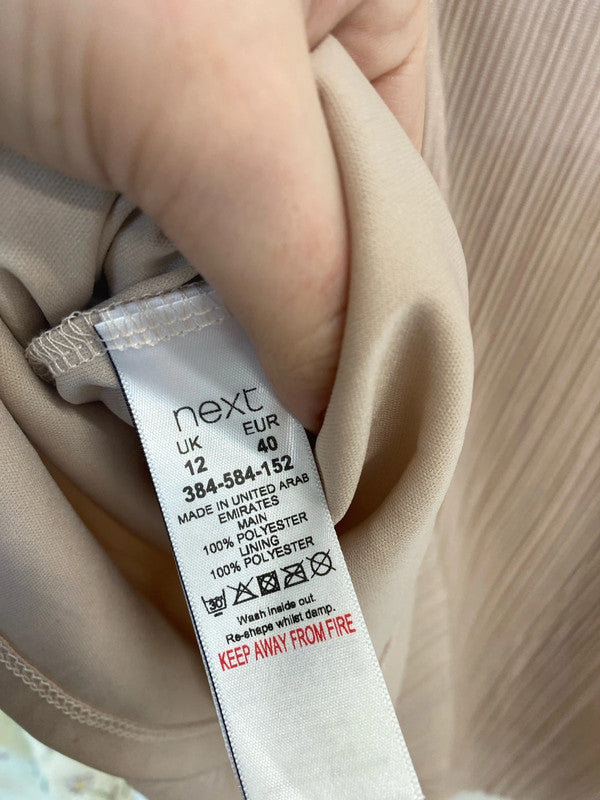 next
UK EUR
12 40
384-584-152
MADE IN UNITED ARAB
EMIRATES
MAIN
100% POLYESTER
LINING
100% POLYESTER
30
Wash inside out.
Re-shape whilst damp.
KEEP AWAY FROM FIRE